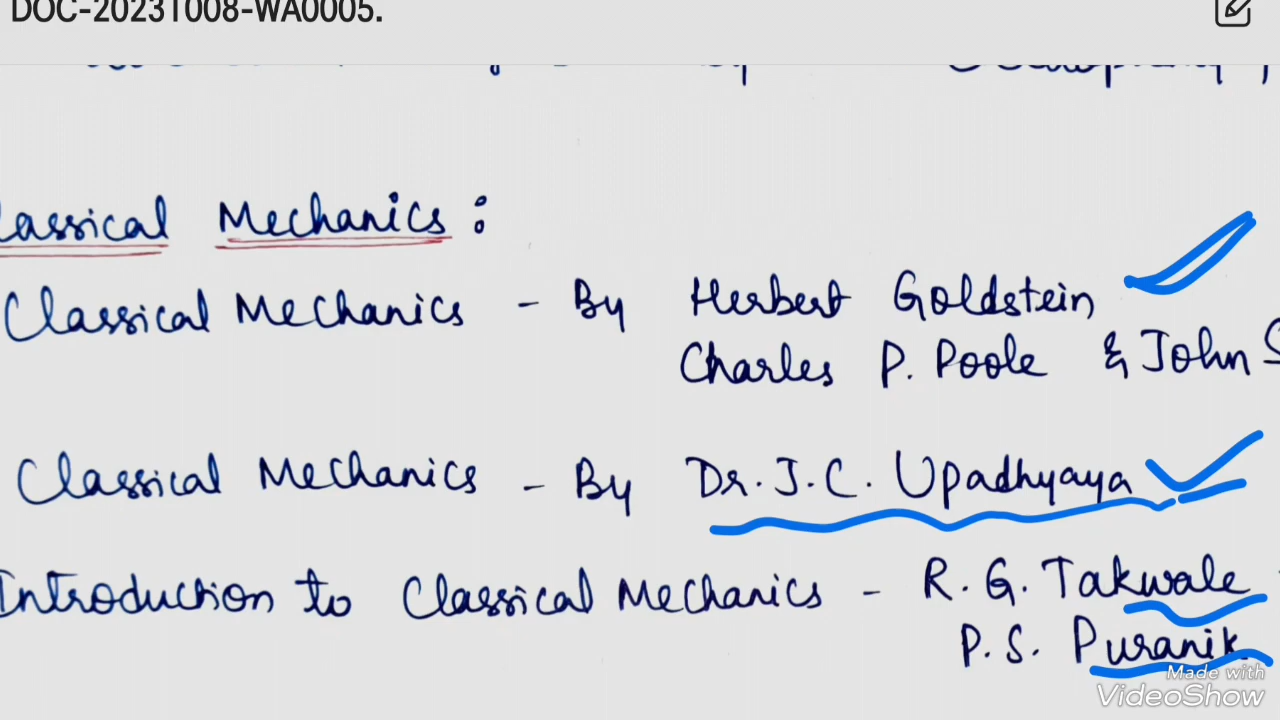 DOC-20231008-WA0005.
Classical Mechanics :
Classical Mechanics - By Herbert Goldstein
Charles P. Poole & John S
Classical Mechanics - By Dr. J. C. Upadhyaya
Introduction to Classical Mechanics - R. G. Takwale
P. S. Puranik
Made with
VideoShow